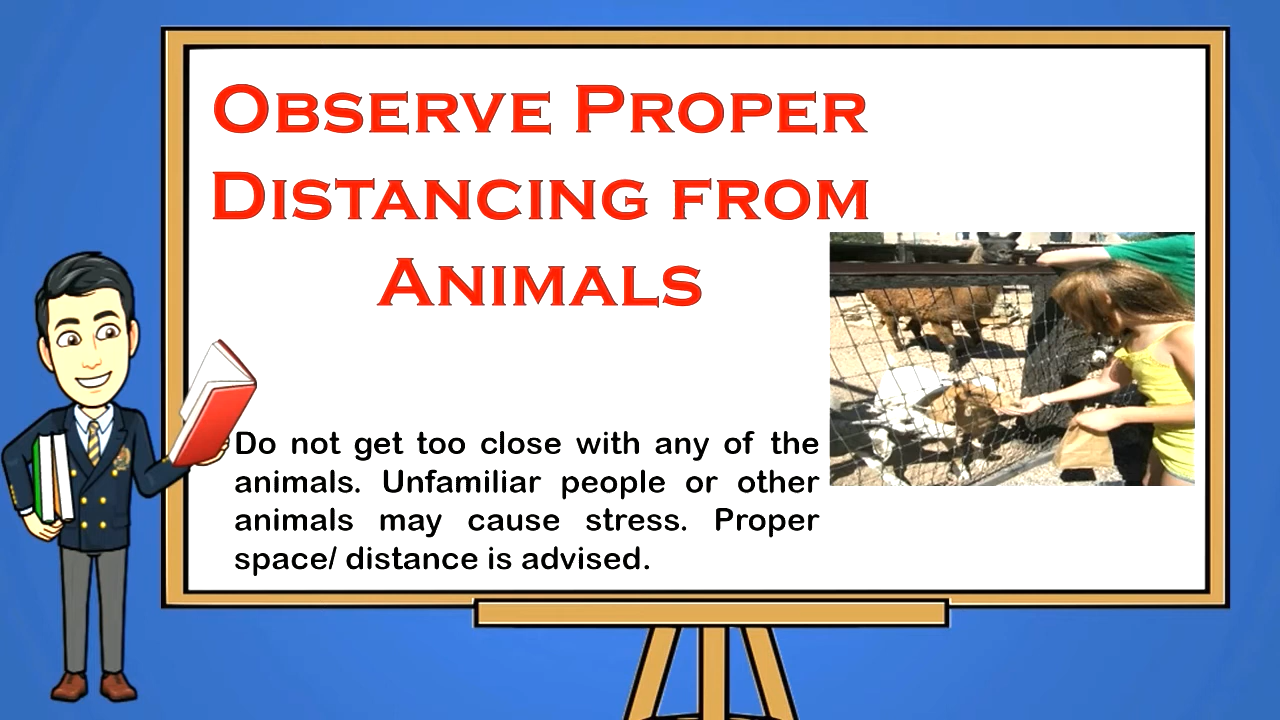 OBSERVE PROPER
DISTANCING FROM
ANIMALS
Do not get too close with any of the
animals. Unfamiliar people or other
animals may cause stress. Proper
space/ distance is advised.